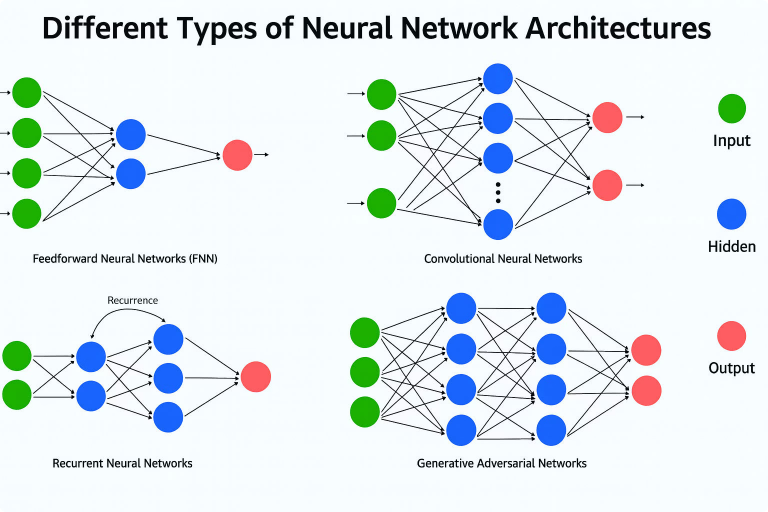 Different Types of Neural Network Architectures
Input
Hidden
Feedforward Neural Networks (FNN)
Convolutional Neural Networks
Recurrence
Output
Recurrent Neural Networks
Generative Adversarial Networks